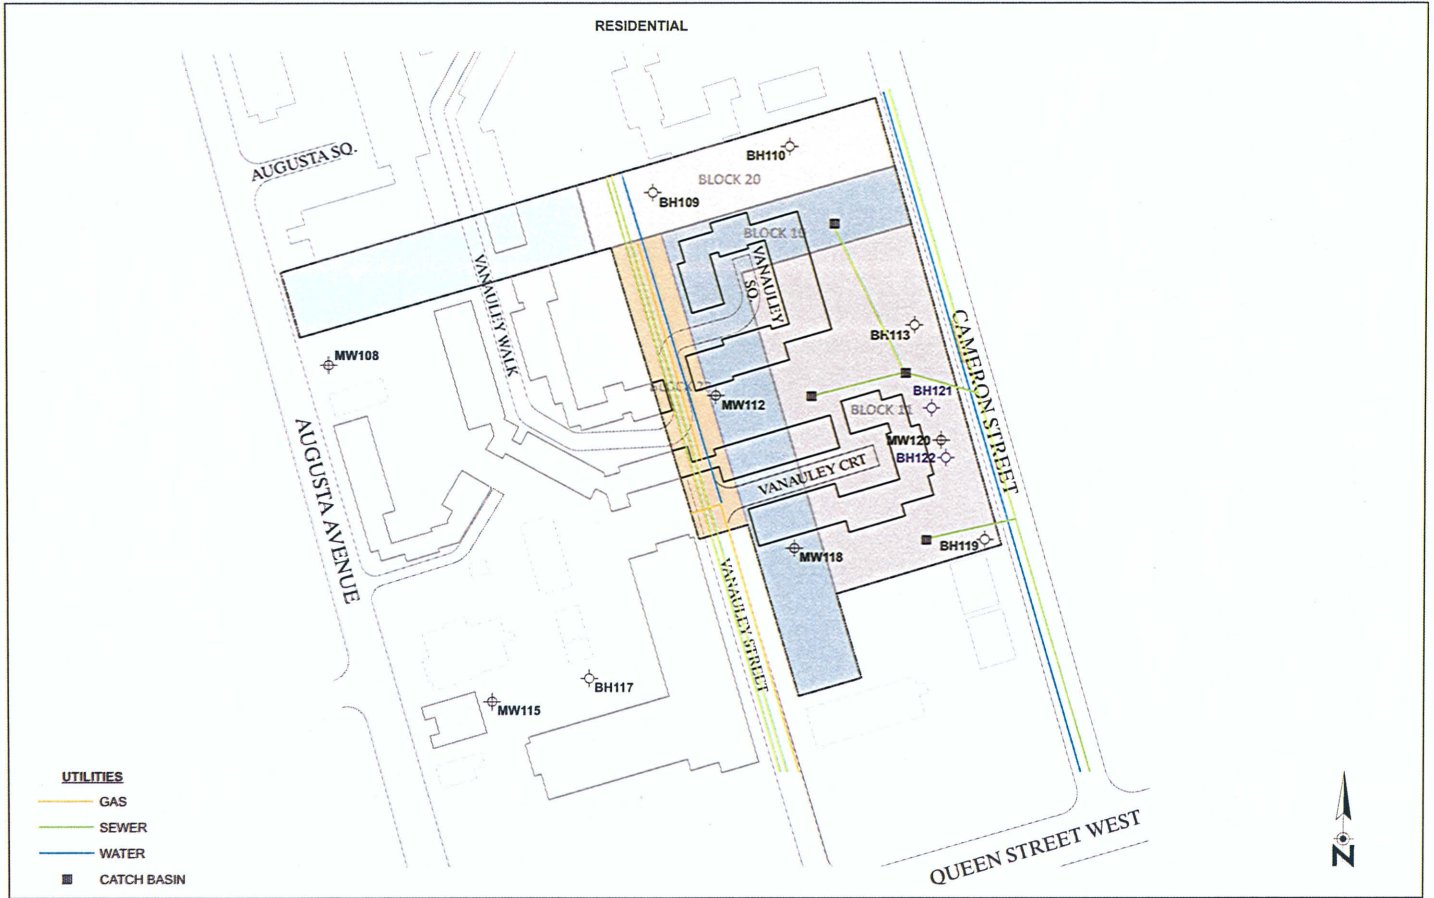 RESIDENTIAL
AUGUSTA SQ.
BH110
BLOCK 20
BH109
BLOCK 19
VANAULEY
SQ.
VANAULEY WALK
CAMERON STREET
BH113
MW108
MW112
BH121
BLOCK 11
MW120
BH122
AUGUSTA AVENUE
VANAULEY CRT
BH119
MW118
VANAULEY STREET
BH117
MW115
UTILITIES
GAS
SEWER
WATER
CATCH BASIN
QUEEN STREET WEST
N